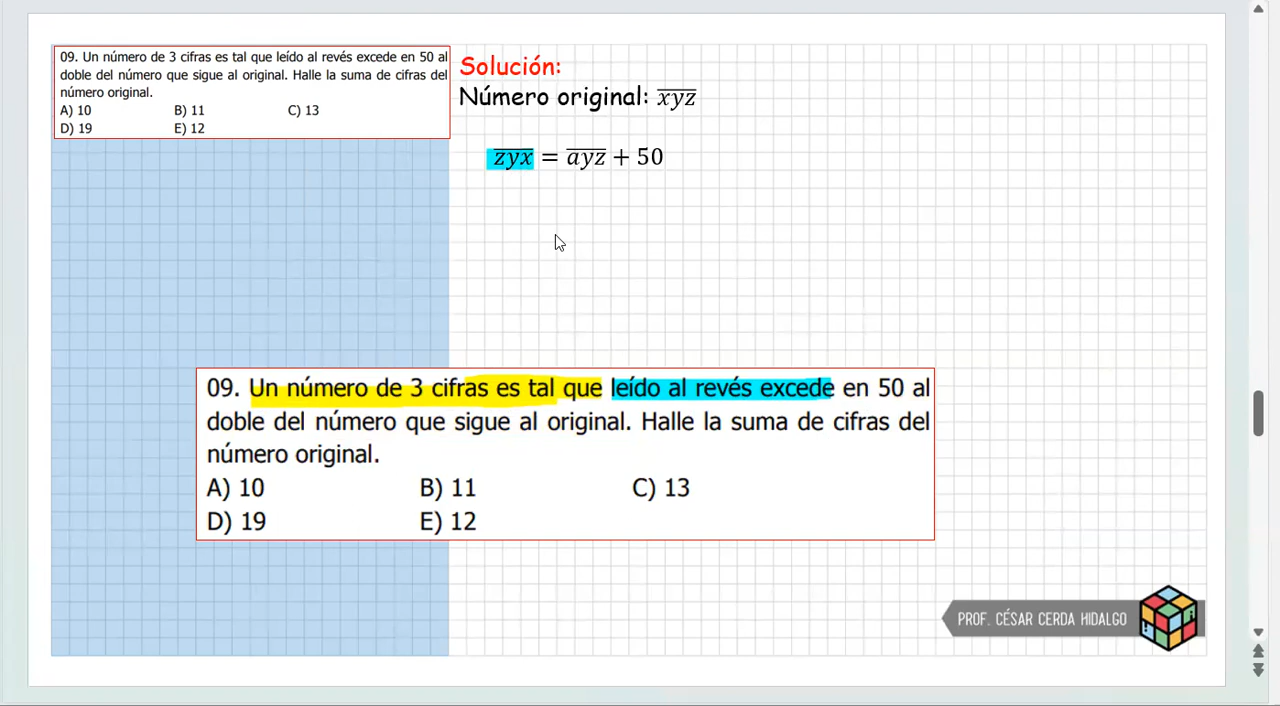 09. Un número de 3 cifras es tal que leído al revés excede en 50 al
doble del número que sigue al original. Halle la suma de cifras del
número original.
A) 10 B) 11 C) 13
D) 19 E) 12
Solución:
Número original: x̅y̅z̅
z̅y̅x̅ = a̅y̅z̅ + 50
09. Un número de 3 cifras es tal que leído al revés excede en 50 al
doble del número que sigue al original. Halle la suma de cifras del
número original.
A) 10 B) 11 C) 13
D) 19 E) 12
PROF. CÉSAR CERDA HIDALGO